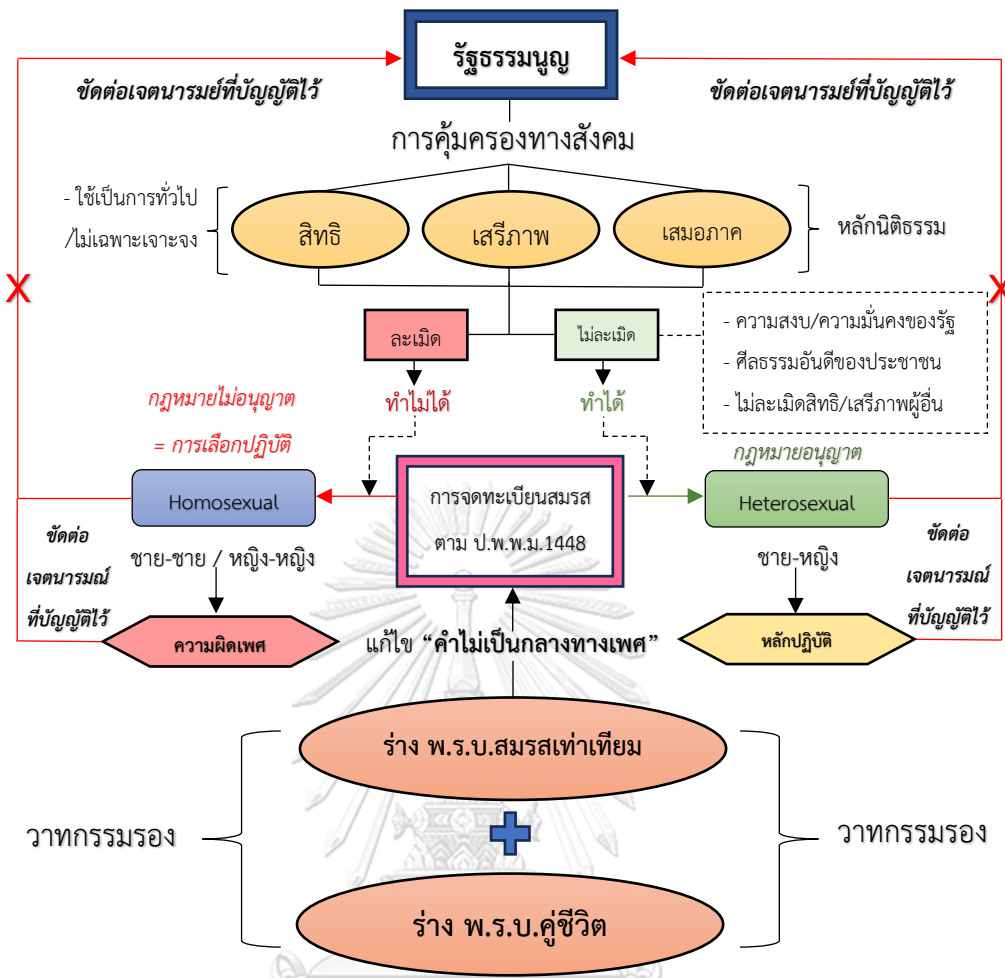 รัฐธรรมนูญ
ขัดต่อเจตนารมย์ที่บัญญัติไว้
ขัดต่อเจตนารมย์ที่บัญญัติไว้
การคุ้มครองทางสังคม
- ใช้เป็นการทั่วไป
/ไม่เฉพาะเจาะจง
สิทธิ
เสรีภาพ
เสมอภาค
หลักนิติธรรม
X
X
ละเมิด
ไม่ละเมิด
- ความสงบ/ความมั่นคงของรัฐ
- ศีลธรรมอันดีของประชาชน
- ไม่ละเมิดสิทธิ/เสรีภาพผู้อื่น
ทำไม่ได้
ทำได้
กฎหมายไม่อนุญาต
= การเลือกปฏิบัติ
กฎหมายอนุญาต
Homosexual
การจดทะเบียนสมรส
ตาม ป.พ.พ.ม.1448
Heterosexual
ขัดต่อ
เจตนารมณ์
ที่บัญญัติไว้
ชาย-ชาย / หญิง-หญิง
ชาย-หญิง
ขัดต่อ
เจตนารมณ์
ที่บัญญัติไว้
ความผิดเพศ
แก้ไข “คำไม่เป็นกลางทางเพศ”
หลักปฏิบัติ
ร่าง พ.ร.บ.สมรสเท่าเทียม
วาทกรรมรอง
วาทกรรมรอง
ร่าง พ.ร.บ.คู่ชีวิต